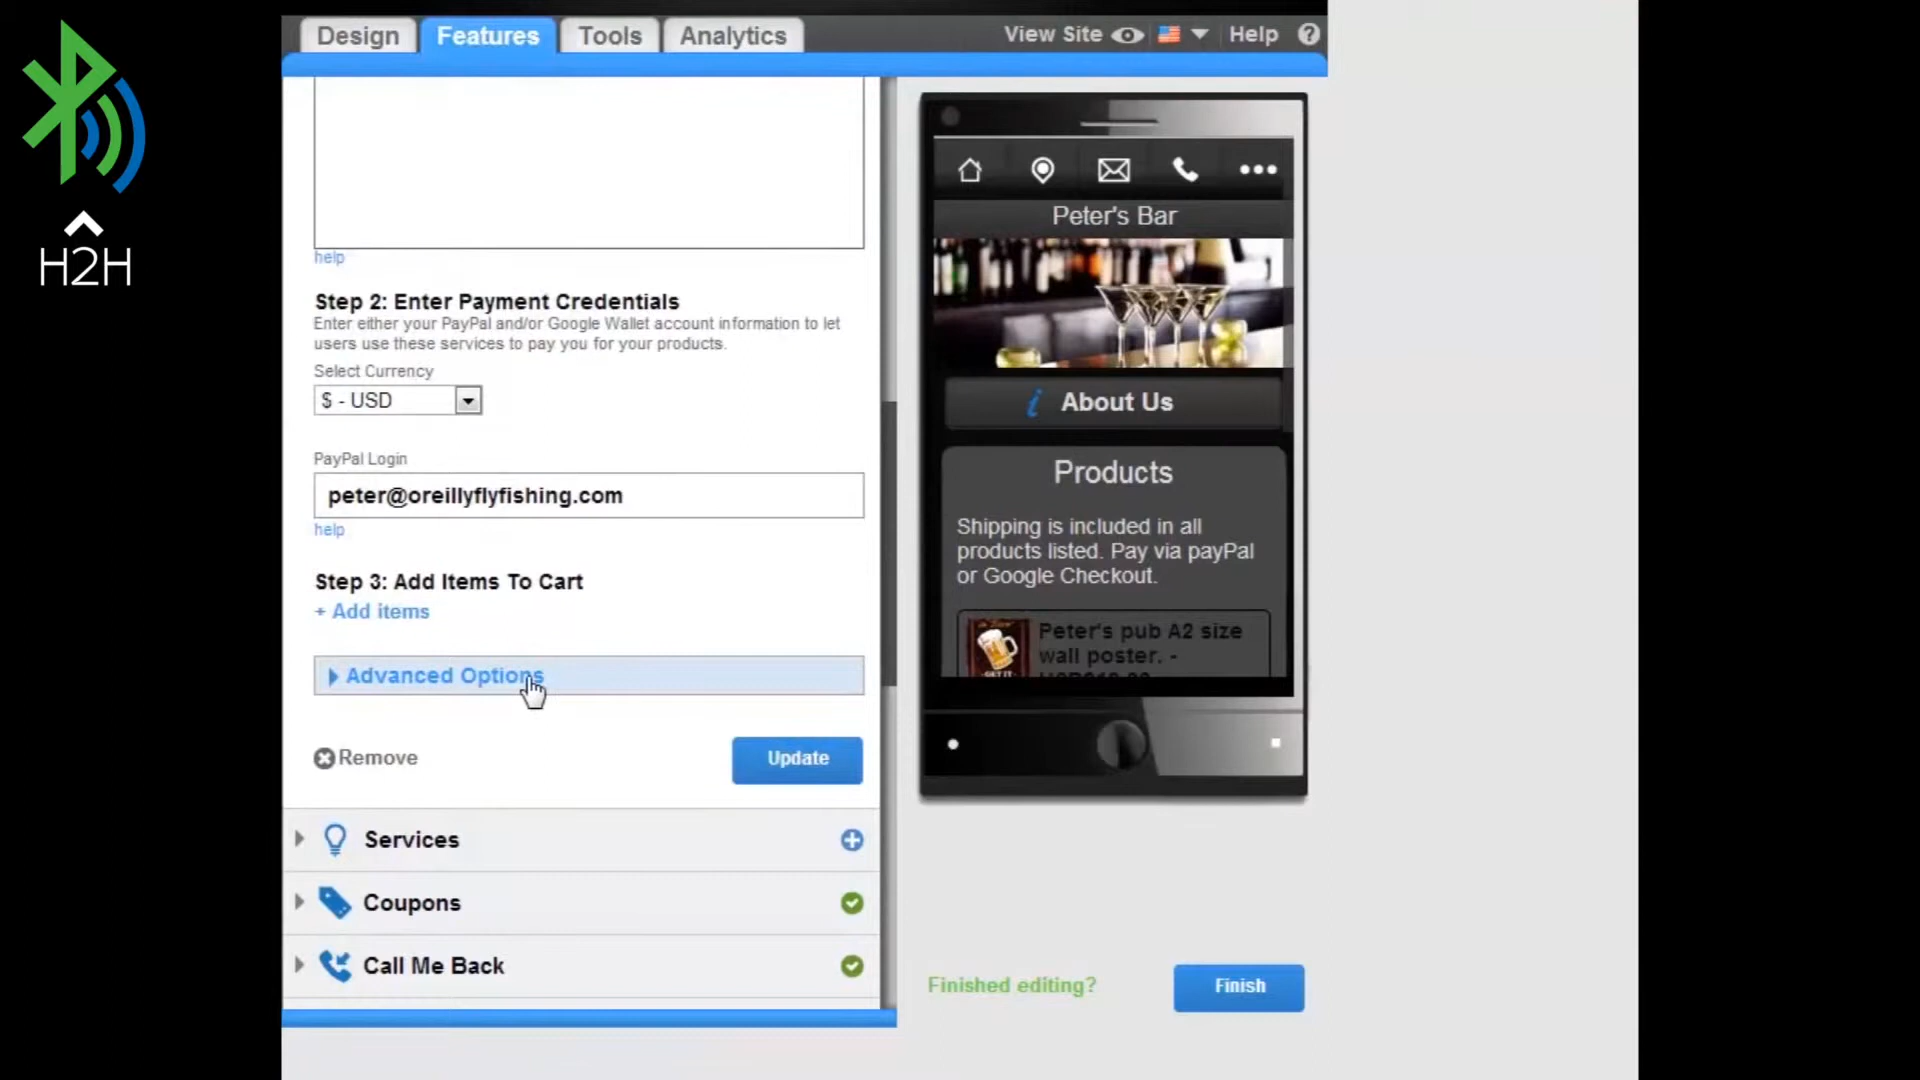 Design
Features
Tools
Analytics
View Site
Help
?
H2H
help
Step 2: Enter Payment Credentials
Enter either your PayPal and/or Google Wallet account information to let
users use these services to pay you for your products.
Select Currency
$ - USD
PayPal Login
peter@oreillyflyfishing.com
help
Step 3: Add Items To Cart
+ Add items
Advanced Options
Remove
Update
Services
Coupons
Call Me Back
Peter's Bar
i About Us
Products
Shipping is included in all
products listed. Pay via payPal
or Google Checkout.
Peter's pub A2 size
wall poster. -
Finished editing?
Finish